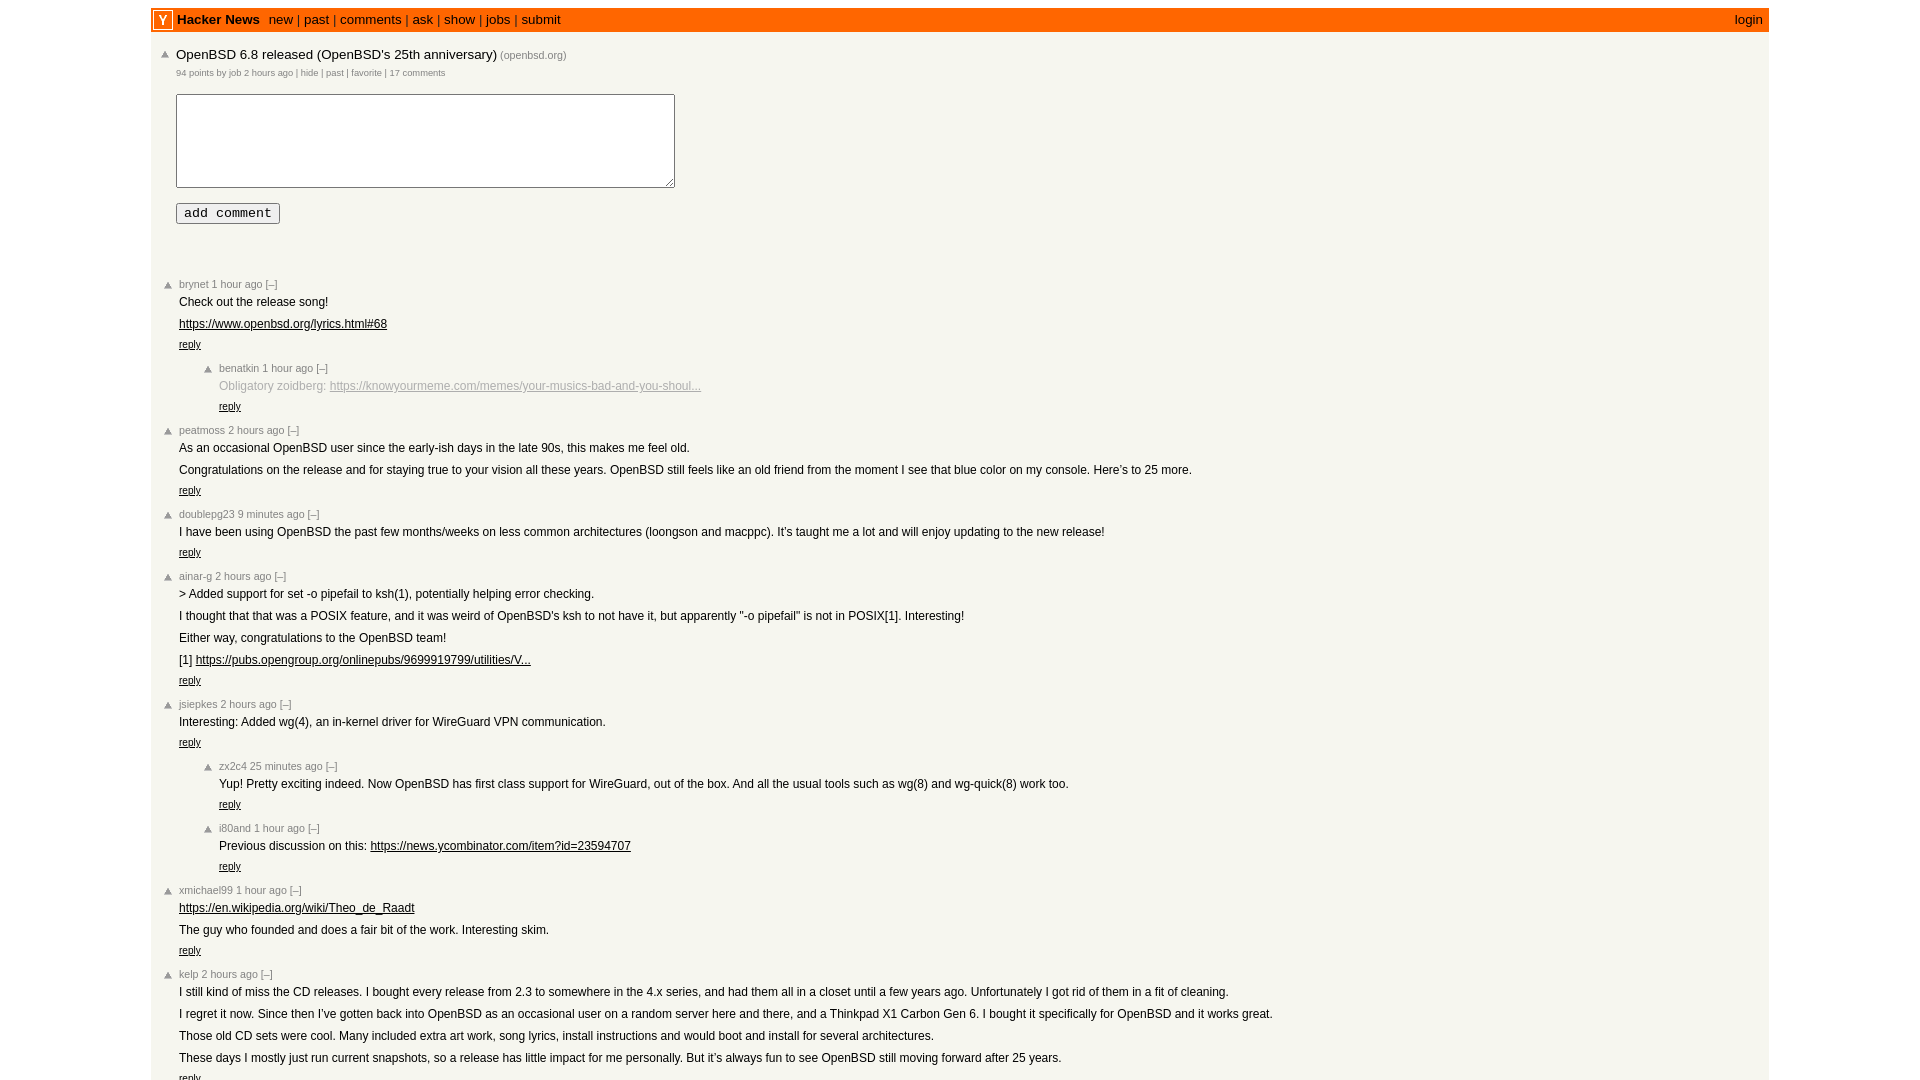 Y Hacker News new | past | comments | ask | show | jobs | submit login
OpenBSD 6.8 released (OpenBSD's 25th anniversary) (openbsd.org)
94 points by job 2 hours ago | hide | past | favorite | 17 comments
add comment
brynet 1 hour ago [–]
Check out the release song!
https://www.openbsd.org/lyrics.html#68
reply
benatkin 1 hour ago [–]
Obligatory zoidberg: https://knowyourmeme.com/memes/your-musics-bad-and-you-shoul...
reply
peatmoss 2 hours ago [–]
As an occasional OpenBSD user since the early-ish days in the late 90s, this makes me feel old.
Congratulations on the release and for staying true to your vision all these years. OpenBSD still feels like an old friend from the moment I see that blue color on my console. Here’s to 25 more.
reply
doublepg23 9 minutes ago [–]
I have been using OpenBSD the past few months/weeks on less common architectures (loongson and macppc). It’s taught me a lot and will enjoy updating to the new release!
reply
ainar-g 2 hours ago [–]
> Added support for set -o pipefail to ksh(1), potentially helping error checking.
I thought that that was a POSIX feature, and it was weird of OpenBSD's ksh to not have it, but apparently "-o pipefail" is not in POSIX[1]. Interesting!
Either way, congratulations to the OpenBSD team!
[1] https://pubs.opengroup.org/onlinepubs/9699919799/utilities/V...
reply
jsiepkes 2 hours ago [–]
Interesting: Added wg(4), an in-kernel driver for WireGuard VPN communication.
reply
zx2c4 25 minutes ago [–]
Yup! Pretty exciting indeed. Now OpenBSD has first class support for WireGuard, out of the box. And all the usual tools such as wg(8) and wg-quick(8) work too.
reply
i80and 1 hour ago [–]
Previous discussion on this: https://news.ycombinator.com/item?id=23594707
reply
xmichael99 1 hour ago [–]
https://en.wikipedia.org/wiki/Theo_de_Raadt
The guy who founded and does a fair bit of the work. Interesting skim.
reply
kelp 2 hours ago [–]
I still kind of miss the CD releases. I bought every release from 2.3 to somewhere in the 4.x series, and had them all in a closet until a few years ago. Unfortunately I got rid of them in a fit of cleaning.
I regret it now. Since then I’ve gotten back into OpenBSD as an occasional user on a random server here and there, and a Thinkpad X1 Carbon Gen 6. I bought it specifically for OpenBSD and it works great.
Those old CD sets were cool. Many included extra art work, song lyrics, install instructions and would boot and install for several architectures.
These days I mostly just run current snapshots, so a release has little impact for me personally. But it’s always fun to see OpenBSD still moving forward after 25 years.
reply